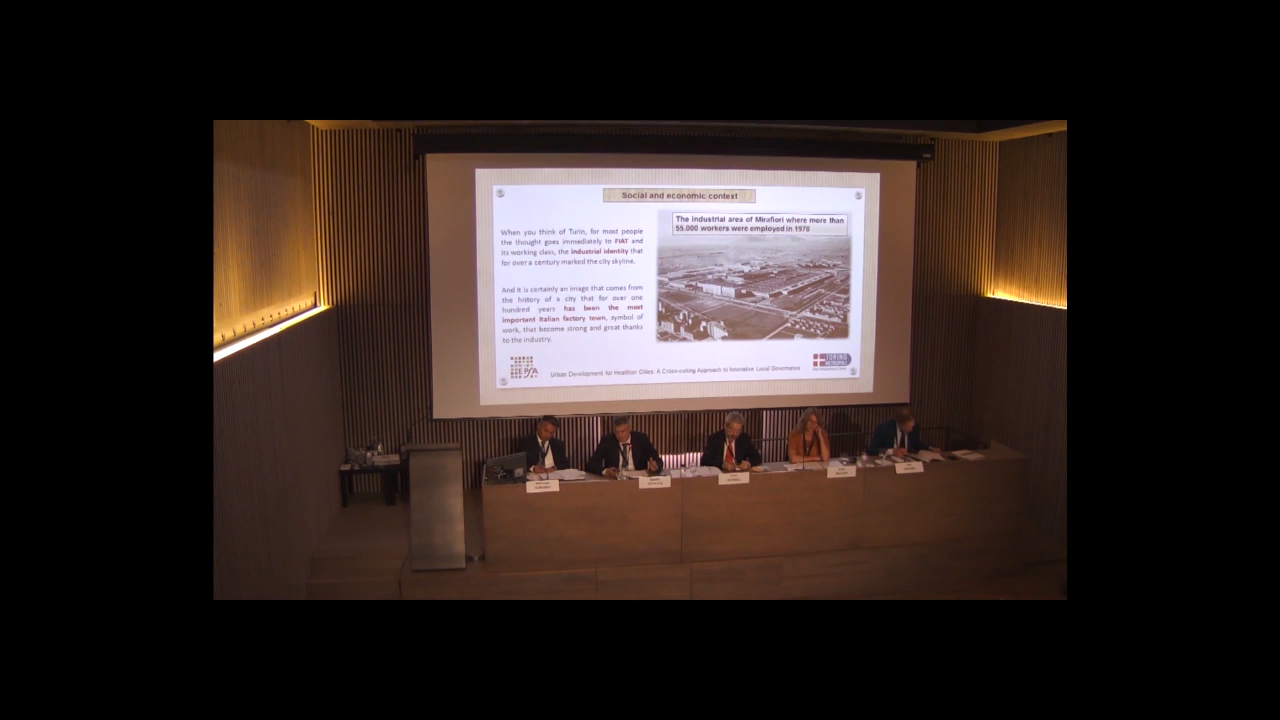 Social and economic context
When you think of Turin, for most people
the thought goes immediately to FIAT and
its working class, the industrial identity that
for over a century marked the city skyline.
And it is certainly an image that comes from
the history of a city that for over one
hundred years has been the most
important Italian factory town, symbol of
work, that become strong and great thanks
to the industry.
The industrial area of Mirafiori where more than
55.000 workers were employed in 1970
EPSA
Urban Development for Healthier Cities: A Cross-cutting Approach to Innovative Local Governance
TORINO
METROPOLI